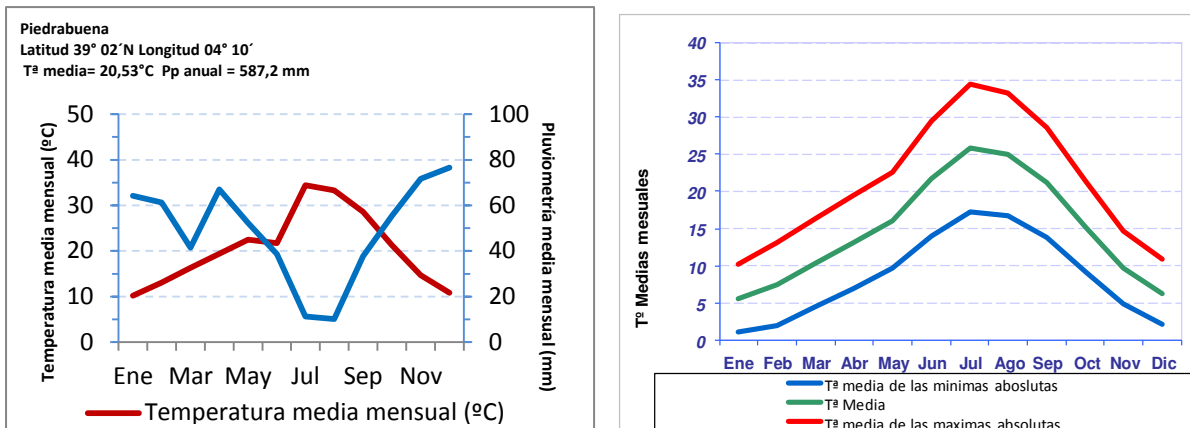 Piedrabuena
Latitud 39° 02´N Longitud 04° 10´
Tª media= 20,53°C Pp anual = 587,2 mm
Temperatura media mensual (ºC)
50
40
30
20
10
0
100
80
60
40
20
0
Pluviometría media mensual (mm)
Ene Mar May Jul Sep Nov
Temperatura media mensual (ºC)
Tº Medias mesuales
40
35
30
25
20
15
10
5
0
Ene Feb Mar Abr May Jun Jul Ago Sep Oct Nov Dic
Tª media de las minimas aboslutas
Tª Media
Tª media de las maximas absolutas